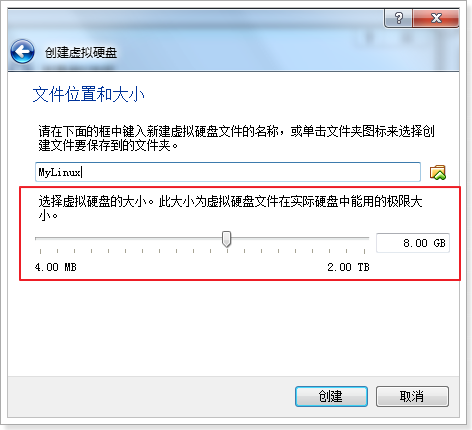 创建虚拟硬盘
文件位置和大小
请在下面的框中键入新建虚拟硬盘文件的名称，或单击文件夹图标来选择创
建文件要保存到的文件夹。
MyLinux
选择虚拟硬盘的大小。此大小为虚拟硬盘文件在实际硬盘中能用的极限大
小。
8.00 GB
4.00 MB 2.00 TB
创建 取消